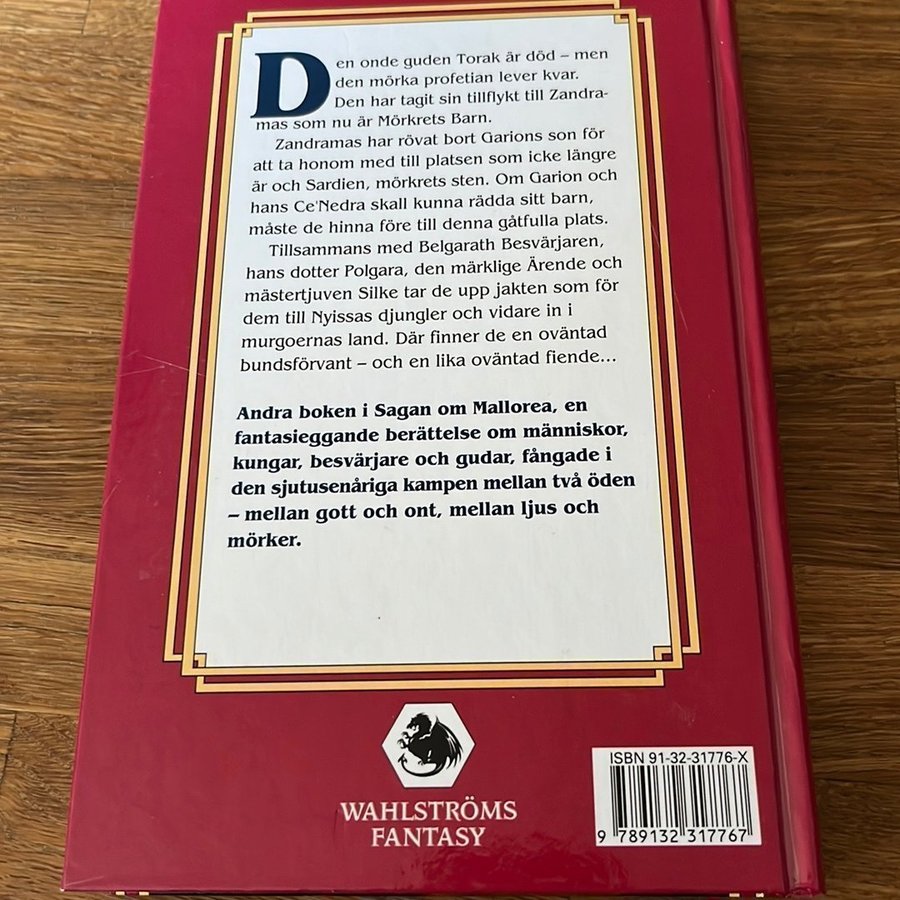 Den onde guden Torak är död – men
den mörka profetian lever kvar.
Den har tagit sin tillflykt till Zandra-
mas som nu är Mörkrets Barn.
Zandramas har rövat bort Garions son för
att ta honom med till platsen som icke längre
är och Sardien, mörkrets sten. Om Garion och
hans Ce'Nedra skall kunna rädda sitt barn,
måste de hinna före till denna gåtfulla plats.
Tillsammans med Belgarath Besvärjaren,
hans dotter Polgara, den märklige Ärende och
mästertjuven Silke tar de upp jakten som för
dem till Nyissas djungler och vidare in i
murgoernas land. Där finner de en oväntad
bundsförvant – och en lika oväntad fiende...
Andra boken i Sagan om Mallorea, en
fantasieggande berättelse om människor,
kungar, besvärjare och gudar, fångade i
den sjutusenåriga kampen mellan två öden
– mellan gott och ont, mellan ljus och
mörker.
WAHLSTRÖMS
FANTASY
ISBN 91-32-31776-X
9 789132 317767